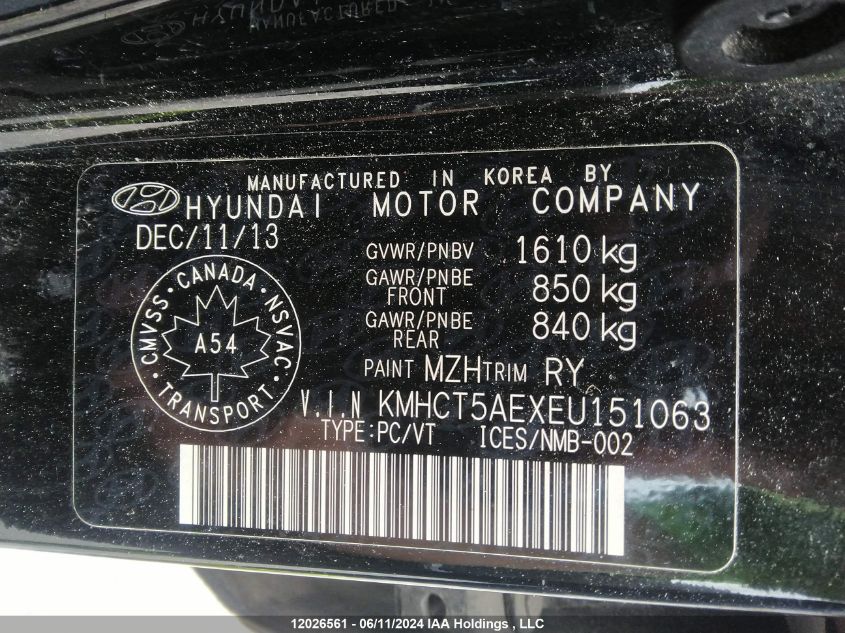 MANUFACTURED IN KOREA BY
HYUNDAI MOTOR COMPANY
DEC/11/13
GVWR/PNBV 1610 kg
GAWR/PNBE FRONT 850 kg
GAWR/PNBE REAR 840 kg
CMVSS · CANADA · NSVAC · TRANSPORT ·
A54
PAINT MZH TRIM RY
V.I.N KMHCT5AEXEU151063
TYPE:PC/VT ICES/NMB-002
12026561 - 06/11/2024 IAA Holdings , LLC